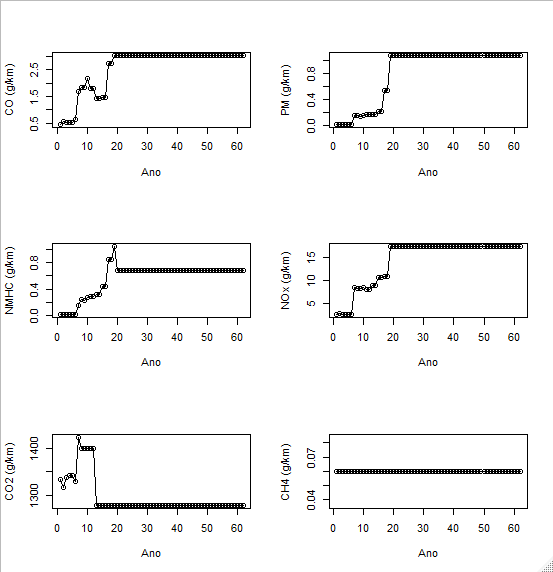 CO (g/km)
0.5 1.5 2.5
0 10 20 30 40 50 60
Ano
PM (g/km)
0.0 0.4 0.8
0 10 20 30 40 50 60
Ano
NMHC (g/km)
0.0 0.4 0.8
0 10 20 30 40 50 60
Ano
NOx (g/km)
5 10 15
0 10 20 30 40 50 60
Ano
CO2 (g/km)
1300 1400
0 10 20 30 40 50 60
Ano
CH4 (g/km)
0.04 0.07
0 10 20 30 40 50 60
Ano